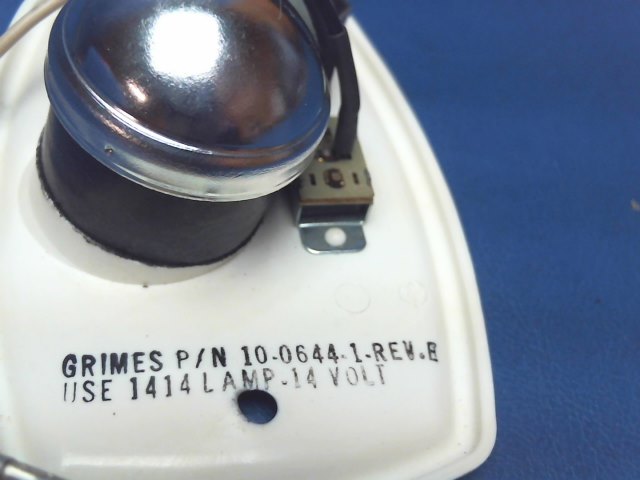 GRIMES P/N 10-0644-1-REV.E
USE 1414 LAMP-14 VOLT